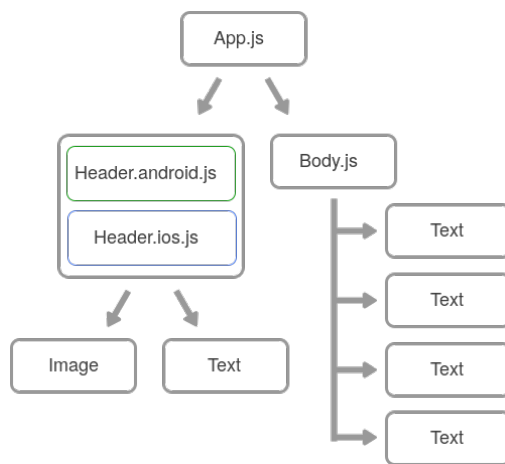 App.js
Header.android.js
Header.ios.js
Image
Text
Body.js
Text
Text
Text
Text